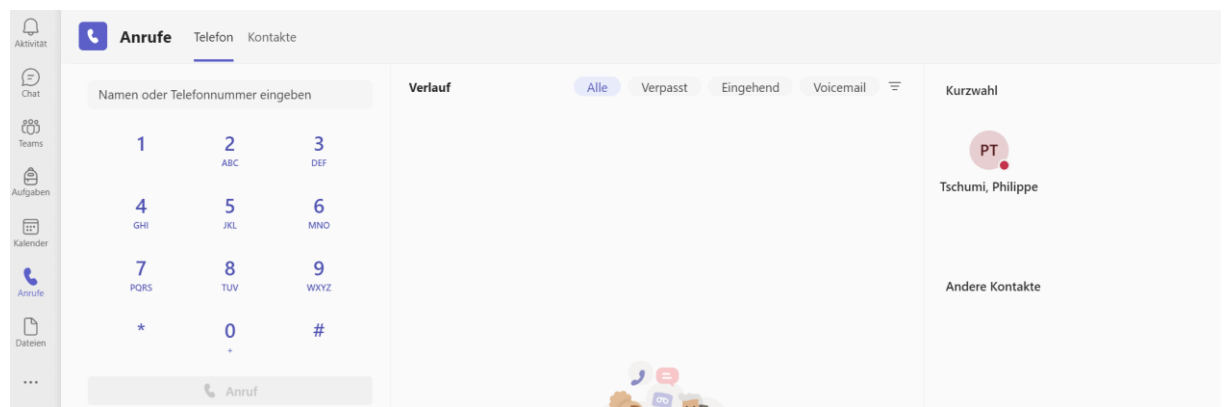 Aktivität
Chat
Teams
Aufgaben
Kalender
Anrufe
Dateien
...
Anrufe Telefon Kontakte
Namen oder Telefonnummer eingeben
1 2 3
ABC DEF
4 5 6
GHI JKL MNO
7 8 9
PQRS TUV WXYZ
* 0 #
+
Anruf
Verlauf Alle Verpasst Eingehend Voicemail
Kurzwahl
PT
Tschumi, Philippe
Andere Kontakte